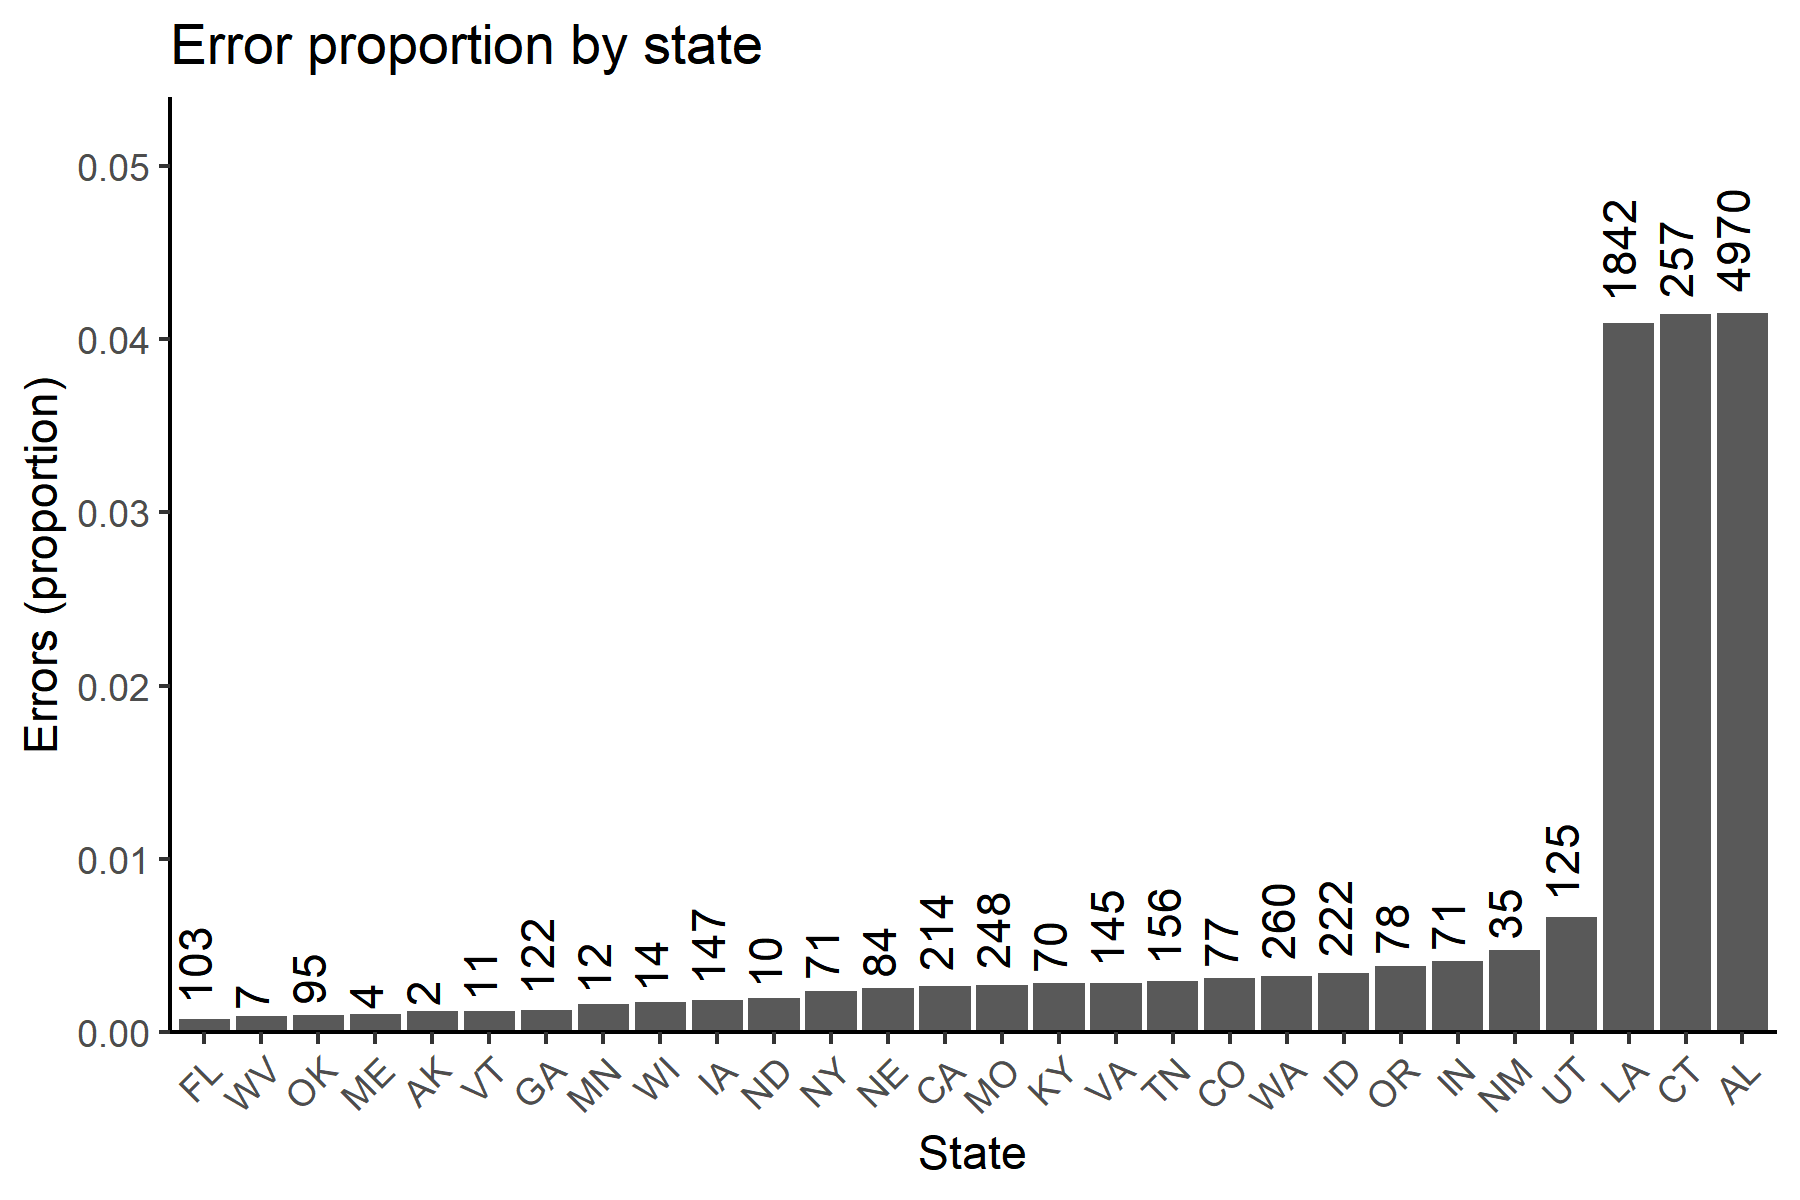 Error proportion by state
Errors (proportion)
0.05
0.04
0.03
0.02
0.01
0.00
103 7 95 4 2 11 122 12 14 147 10 71 84 214 248 70 145 156 77 260 222 78 71 35 125 1842 257 4970
FL WV OK ME AK VT GA MN WI IA ND NY NE CA MO KY VA TN CO WA ID OR IN NM UT LA CT AL
State